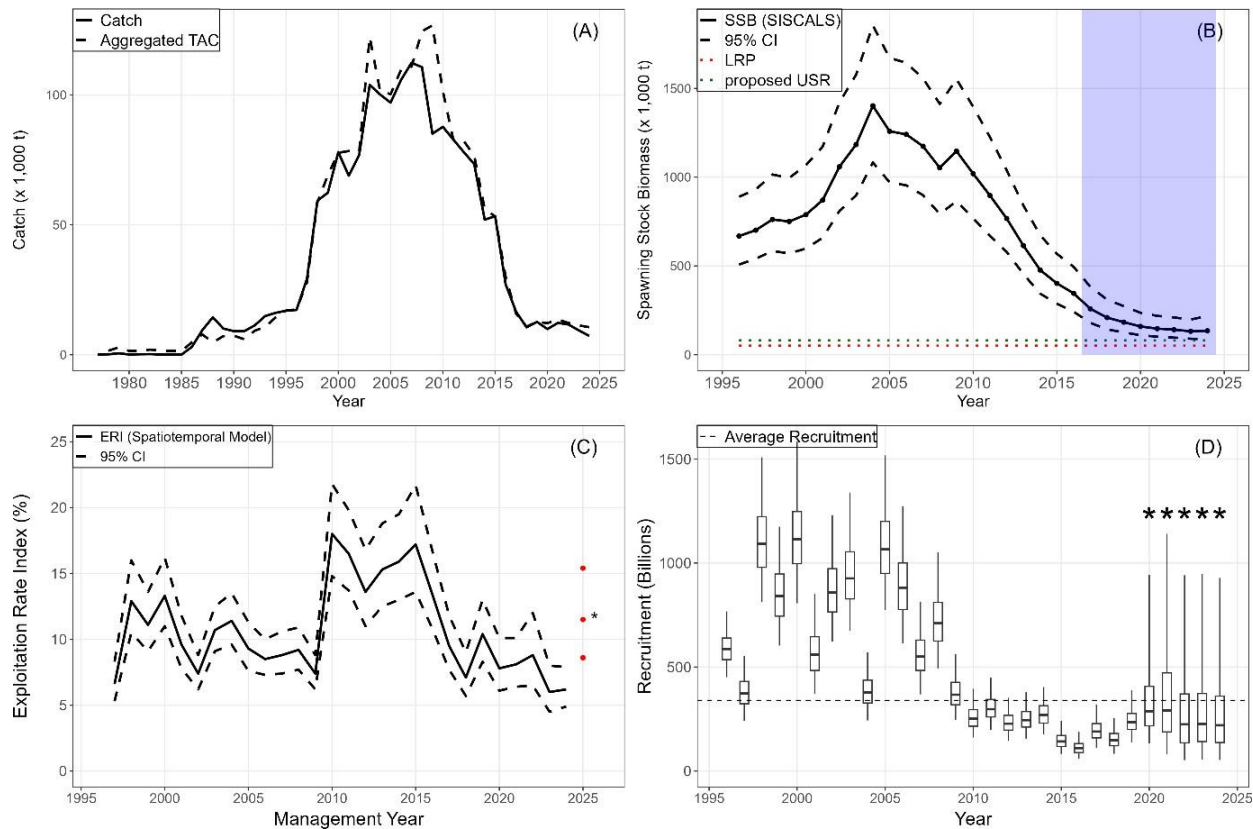 Catch
Aggregated TAC
(A)
Catch (x 1,000 t)
100
50
0
1980
1985
1990
1995
2000
2005
2010
2015
2020
2025
Year
SSB (SISCALS)
95% CI
LRP
proposed USR
(B)
Spawning Stock Biomass (x 1,000 t)
1500
1000
500
0
1995
2000
2005
2010
2015
2020
2025
Year
ERI (Spatiotemporal Model)
95% CI
(C)
Exploitation Rate Index (%)
25
20
15
10
5
0
*
1995
2000
2005
2010
2015
2020
2025
Management Year
Average Recruitment
(D)
Recruitment (Billions)
1500
1000
500
0
*****
1995
2000
2005
2010
2015
2020
2025
Year